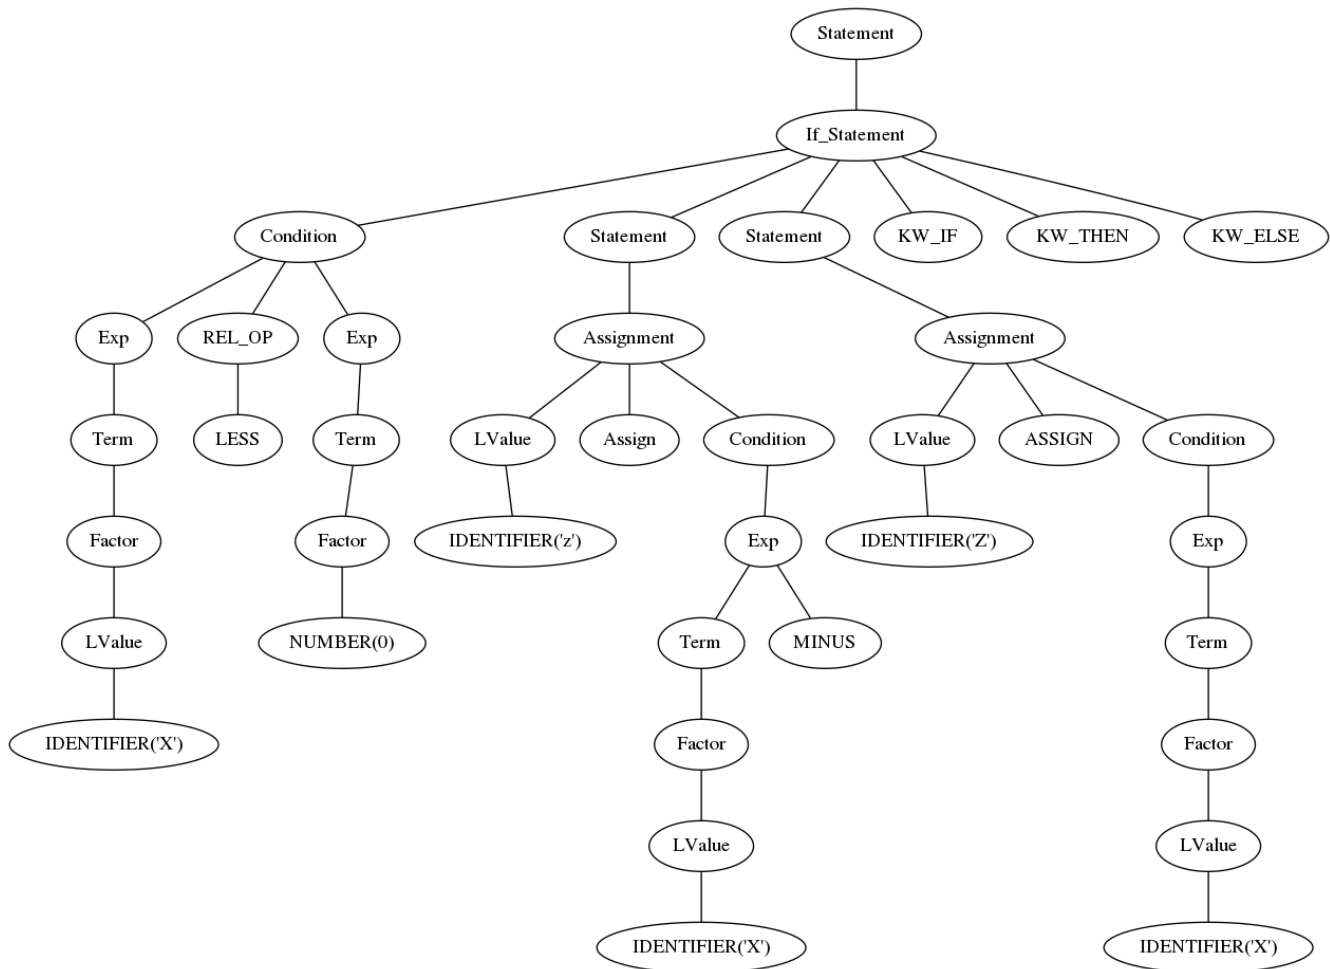 Statement
If_Statement
Condition Statement Statement KW_IF KW_THEN KW_ELSE
Exp REL_OP Exp Assignment Assignment
Term LESS Term LValue Assign Condition LValue ASSIGN Condition
Factor Factor IDENTIFIER('z') Exp IDENTIFIER('Z') Exp
LValue NUMBER(0) Term MINUS Term
IDENTIFIER('X') Factor Factor
LValue LValue
IDENTIFIER('X') IDENTIFIER('X')